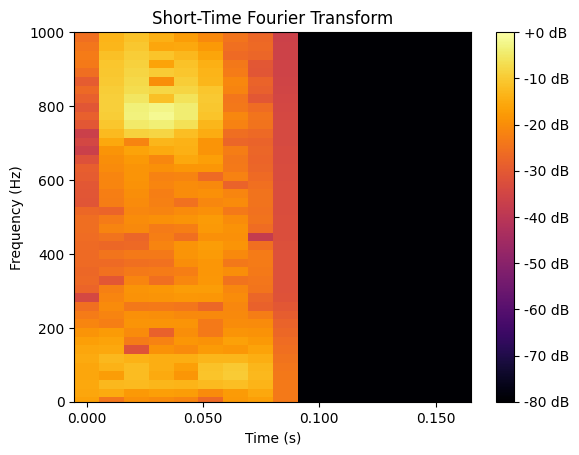 Short-Time Fourier Transform
1000
800
600
400
200
0
Frequency (Hz)
0.000
0.050
0.100
0.150
Time (s)
+0 dB
-10 dB
-20 dB
-30 dB
-40 dB
-50 dB
-60 dB
-70 dB
-80 dB